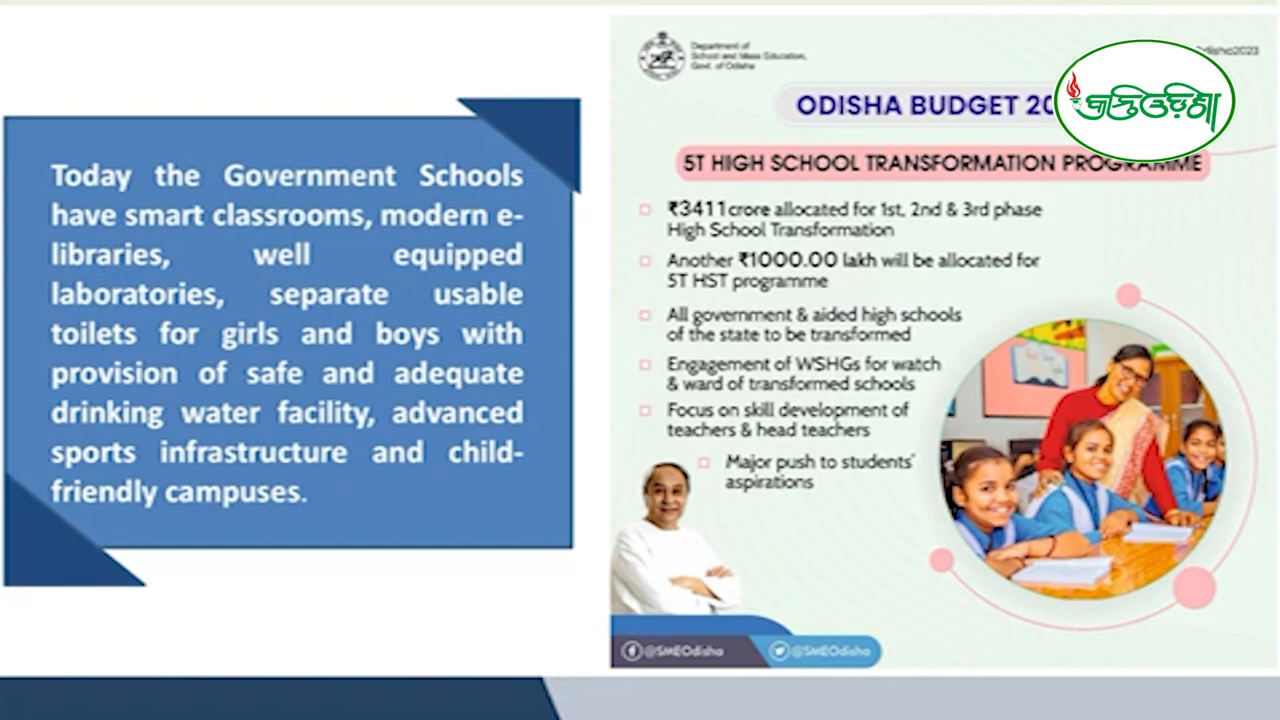 Today the Government Schools
have smart classrooms, modern e-
libraries, well equipped
laboratories, separate usable
toilets for girls and boys with
provision of safe and adequate
drinking water facility, advanced
sports infrastructure and child-
friendly campuses.
Department of
School and Mass Education,
Govt. of Odisha
ODISHA BUDGET 20
5T HIGH SCHOOL TRANSFORMATION PROGRAMME
₹3411 crore allocated for 1st, 2nd & 3rd phase
High School Transformation
Another ₹1000.00 lakh will be allocated for
5T HST programme
All government & aided high schools
of the state to be transformed
Engagement of WSHGs for watch
& ward of transformed schools
Focus on skill development of
teachers & head teachers
Major push to students'
aspirations
@SMEOdisha
@SMEOdisha